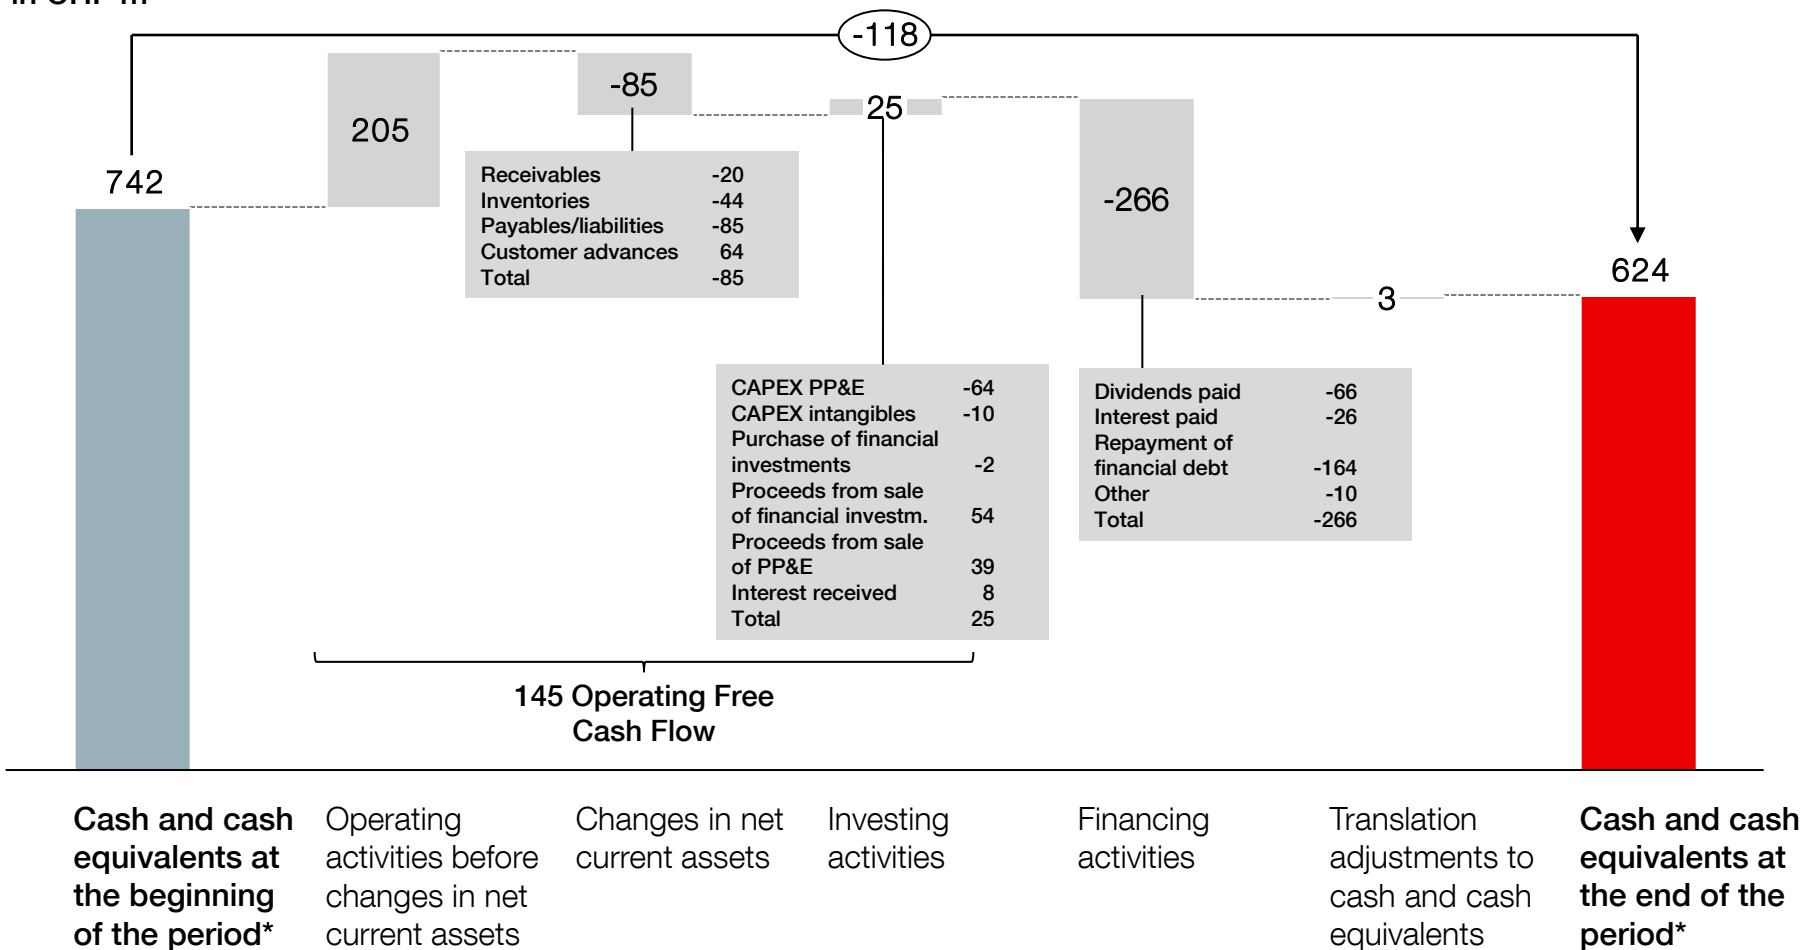 -118
742
205
-85
25
-266
3
624
Receivables -20
Inventories -44
Payables/liabilities -85
Customer advances 64
Total -85
CAPEX PP&E -64
CAPEX intangibles -10
Purchase of financial
investments -2
Proceeds from sale
of financial investm. 54
Proceeds from sale
of PP&E 39
Interest received 8
Total 25
Dividends paid -66
Interest paid -26
Repayment of
financial debt -164
Other -10
Total -266
145 Operating Free
Cash Flow
Cash and cash
equivalents at
the beginning
of the period*
Operating
activities before
changes in net
current assets
Changes in net
current assets
Investing
activities
Financing
activities
Translation
adjustments to
cash and cash
equivalents
Cash and cash
equivalents at
the end of the
period*